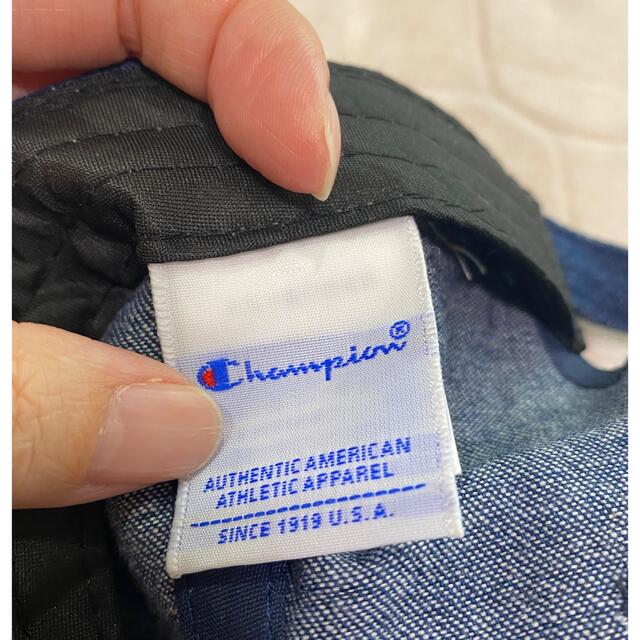 Champion®
AUTHENTIC AMERICAN
ATHLETIC APPAREL
SINCE 1919 U.S.A.